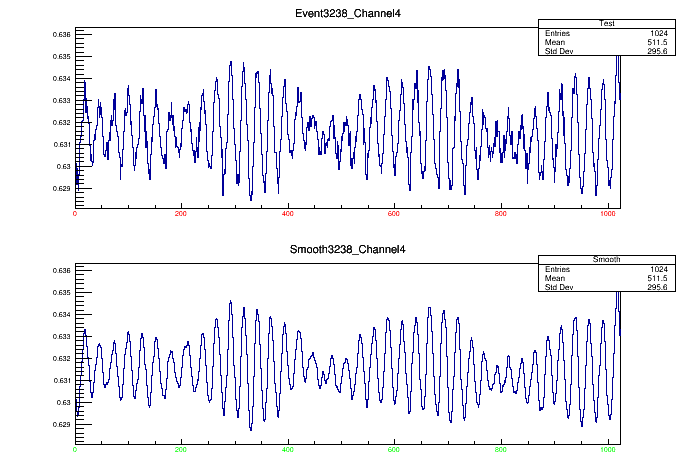 Event3238_Channel4
Test
Entries 1024
Mean 511.5
Std Dev 295.6
0.636
0.635
0.634
0.633
0.632
0.631
0.63
0.629
0 200 400 600 800 1000
Smooth3238_Channel4
Smooth
Entries 1024
Mean 511.5
Std Dev 295.6
0.636
0.635
0.634
0.633
0.632
0.631
0.63
0.629
0 200 400 600 800 1000